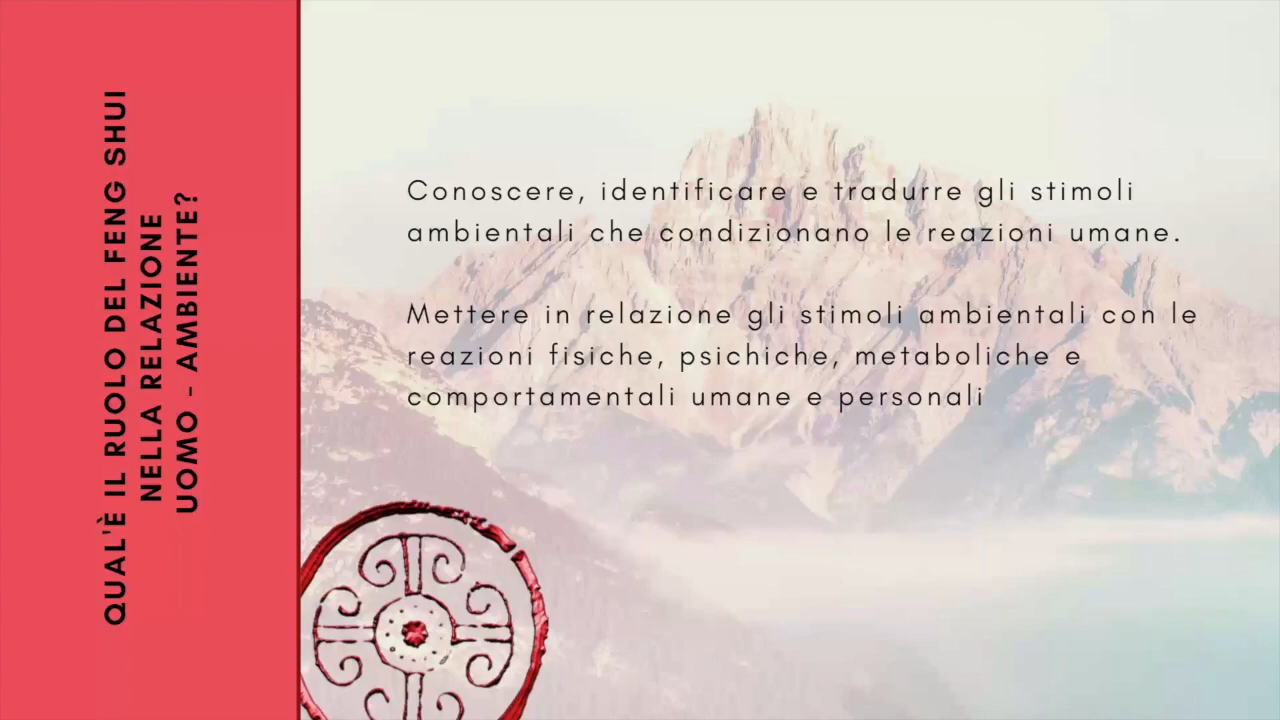 QUAL'È IL RUOLO DEL FENG SHUI
NELLA RELAZIONE
UOMO - AMBIENTE?
Conoscere, identificare e tradurre gli stimoli
ambientali che condizionano le reazioni umane.
Mettere in relazione gli stimoli ambientali con le
reazioni fisiche, psichiche, metaboliche e
comportamentali umane e personali